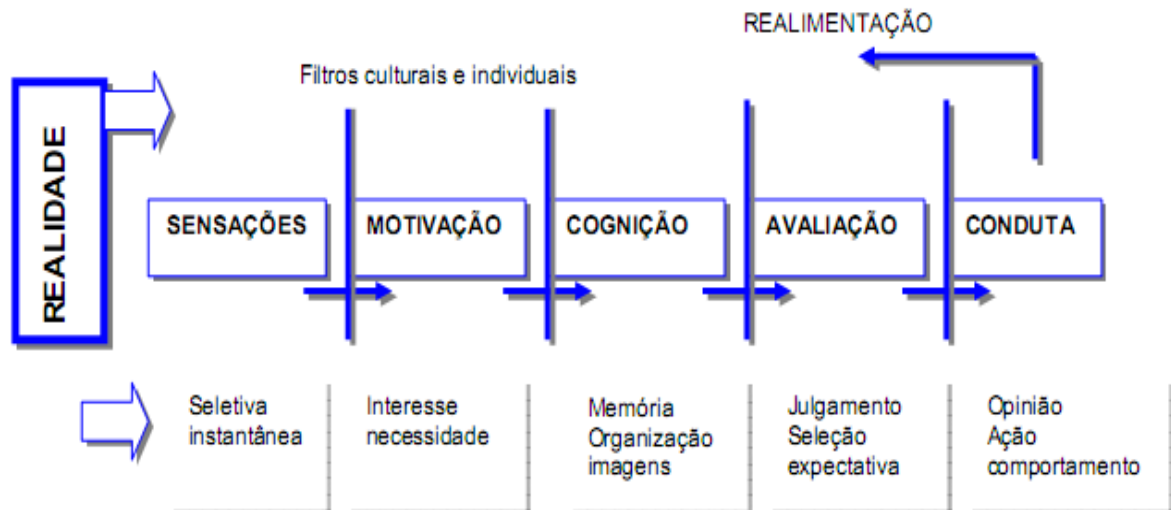 REALIMENTAÇÃO
Filtros culturais e individuais
REALIDADE
SENSAÇÕES
MOTIVAÇÃO
COGNIÇÃO
AVALIAÇÃO
CONDUTA
Seletiva
instantânea
Interesse
necessidade
Memória
Organização
imagens
Julgamento
Seleção
expectativa
Opinião
Ação
comportamento